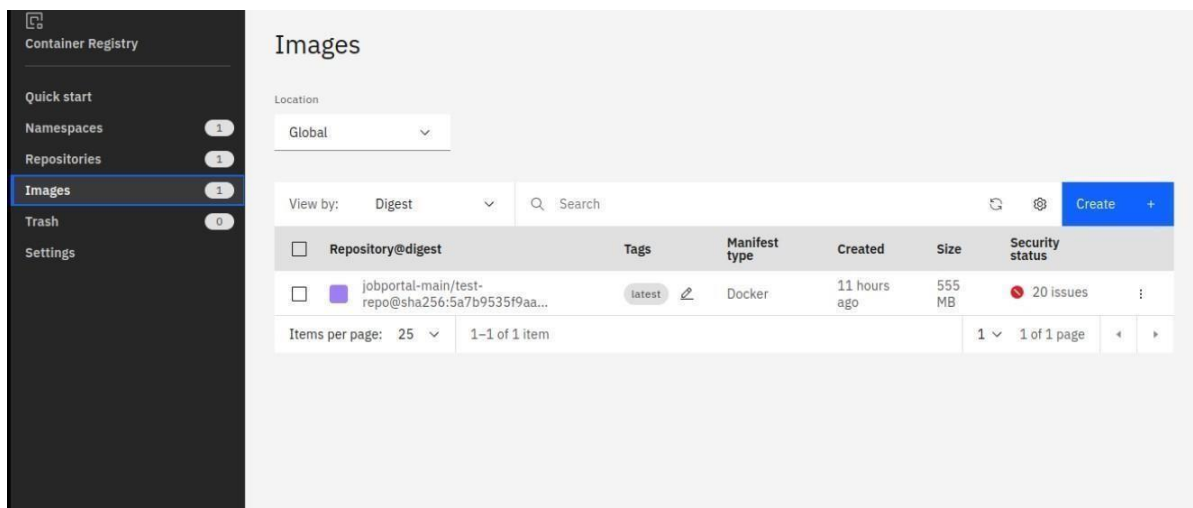 Container Registry
Quick start
Namespaces 1
Repositories 1
Images 1
Trash 0
Settings
Images
Location
Global
View by: Digest Search Create +
Repository@digest Tags Manifest type Created Size Security status
jobportal-main/test-
repo@sha256:5a7b9535f9aa... latest Docker 11 hours ago 555 MB 20 issues
Items per page: 25 1–1 of 1 item 1 1 of 1 page